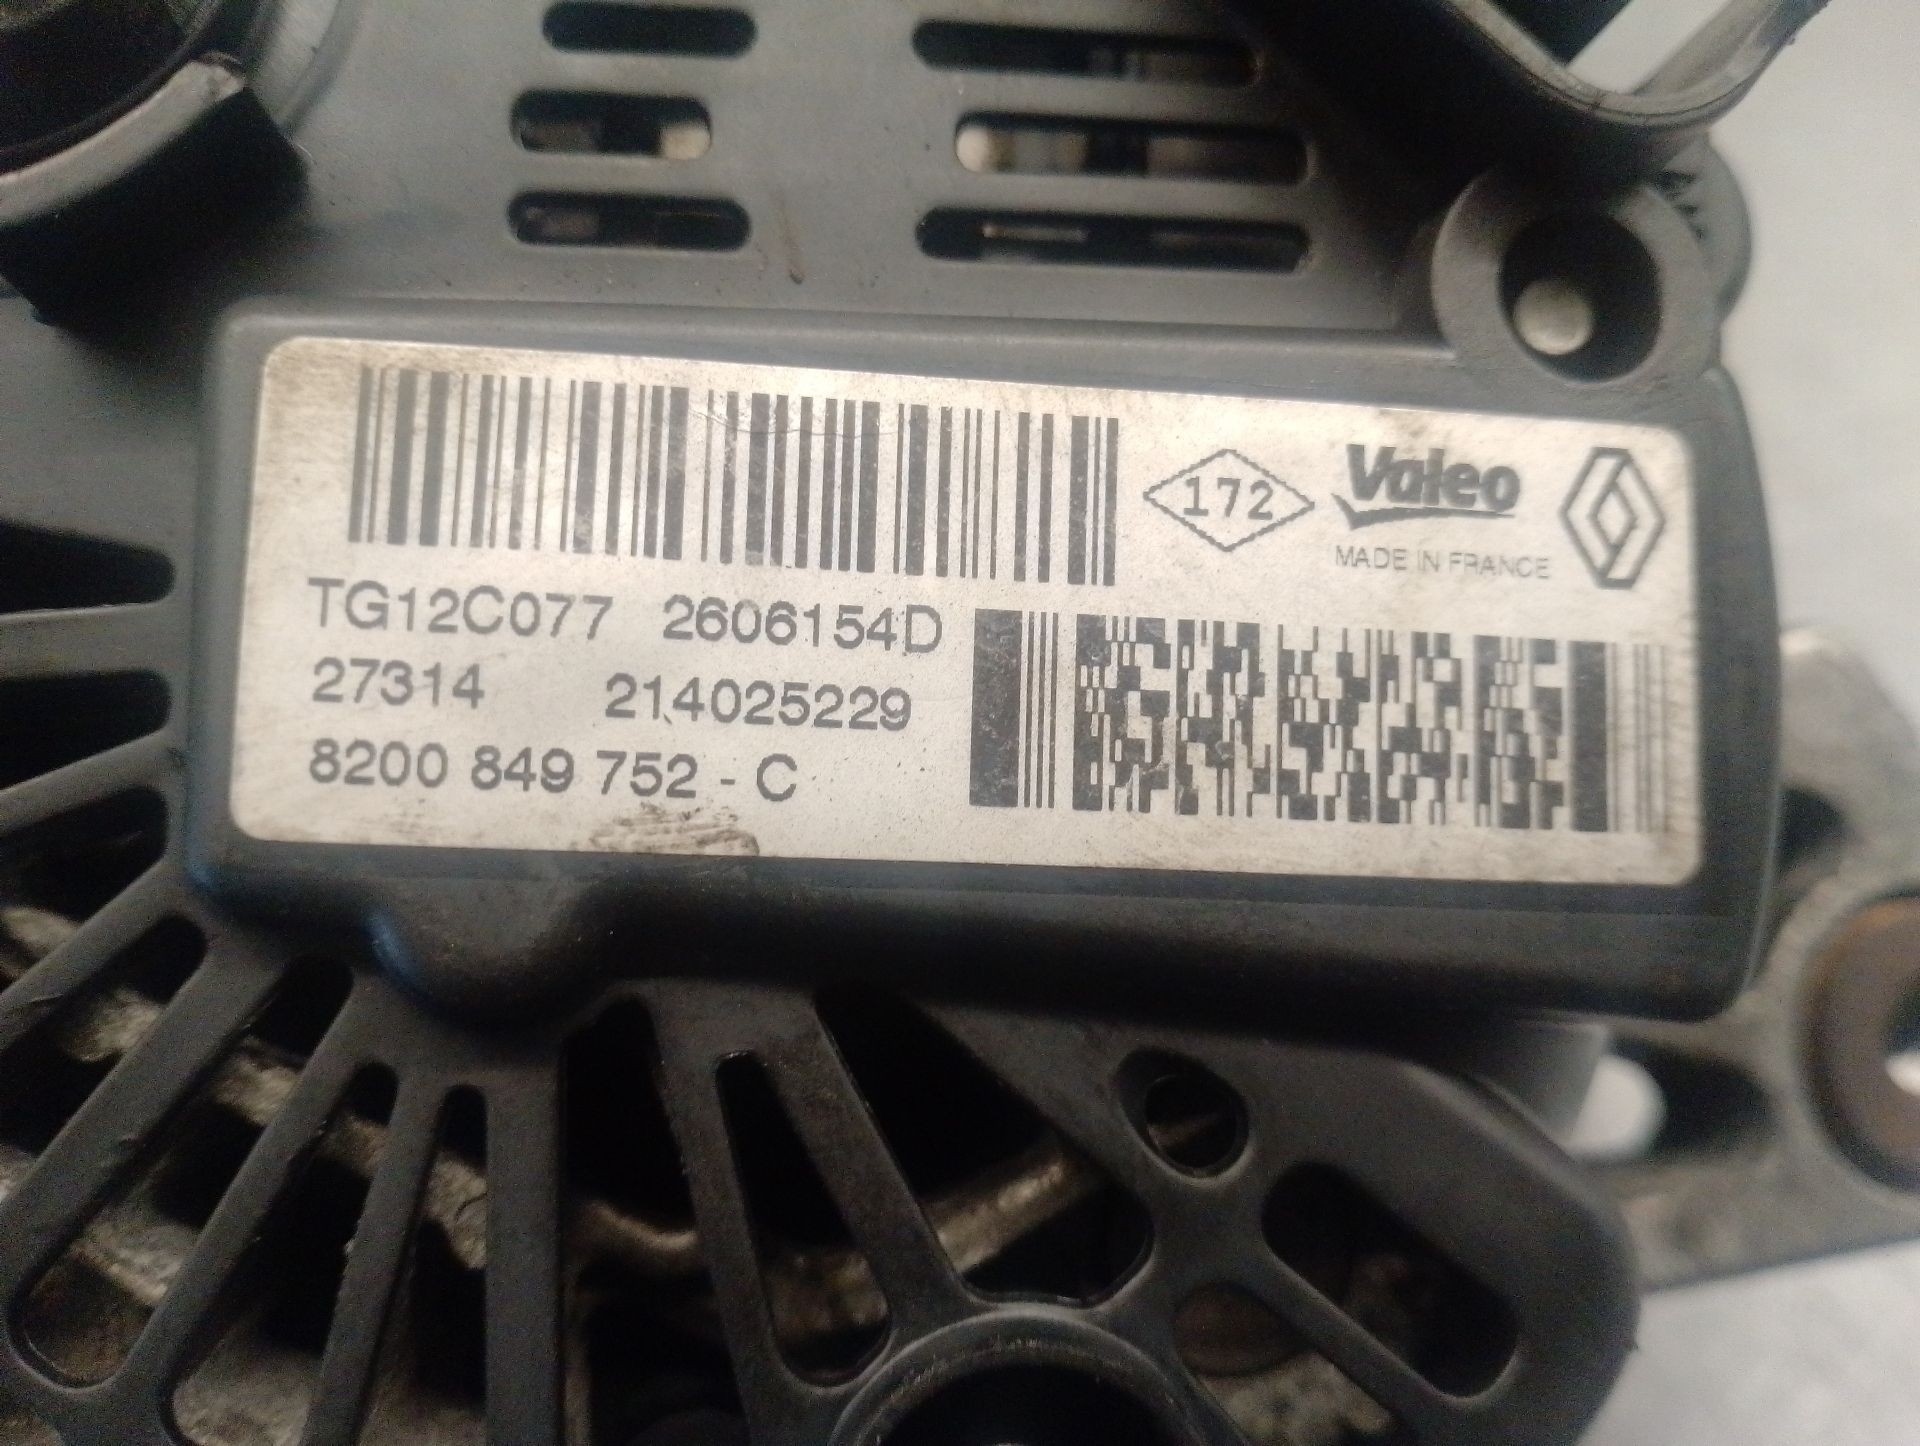 172
Valeo
MADE IN FRANCE
TG12C077 2606154D
27314 214025229
8200 849 752 - C